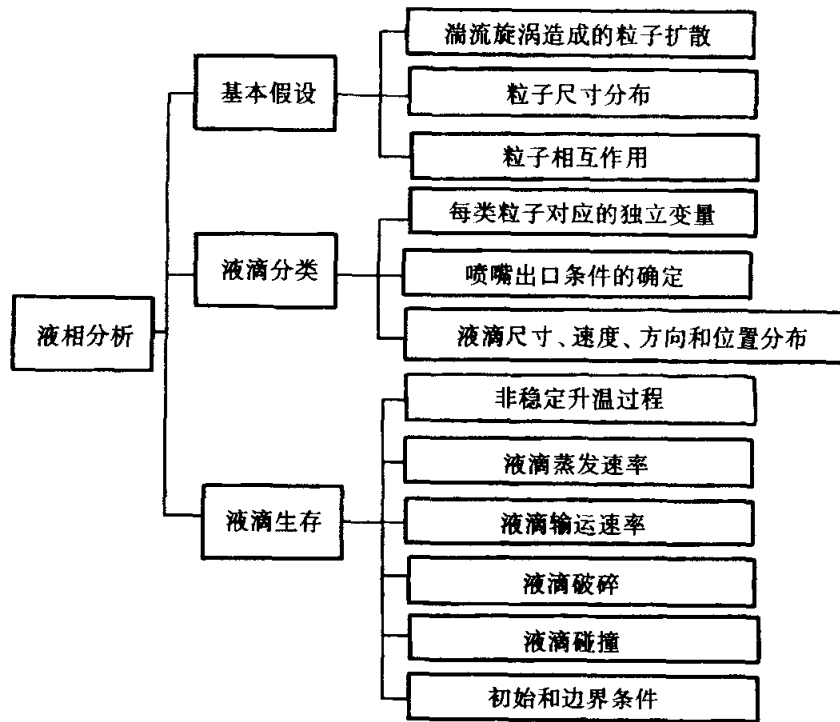 液相分析
基本假设
湍流旋涡造成的粒子扩散
粒子尺寸分布
粒子相互作用
液滴分类
每类粒子对应的独立变量
喷嘴出口条件的确定
液滴尺寸、速度、方向和位置分布
液滴生存
非稳定升温过程
液滴蒸发速率
液滴输运速率
液滴破碎
液滴碰撞
初始和边界条件